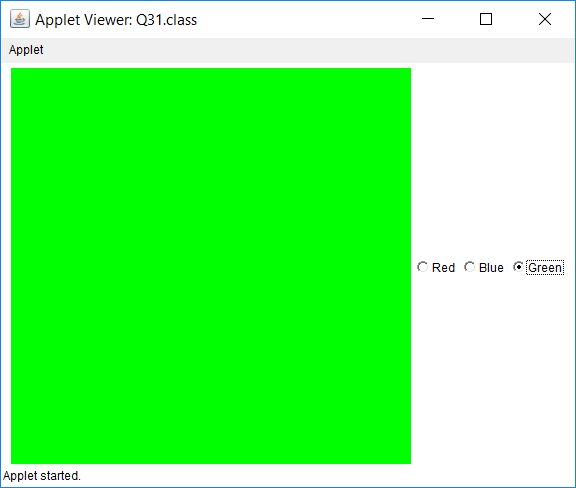 Applet Viewer: Q31.class
Applet
Red Blue Green
Applet started.